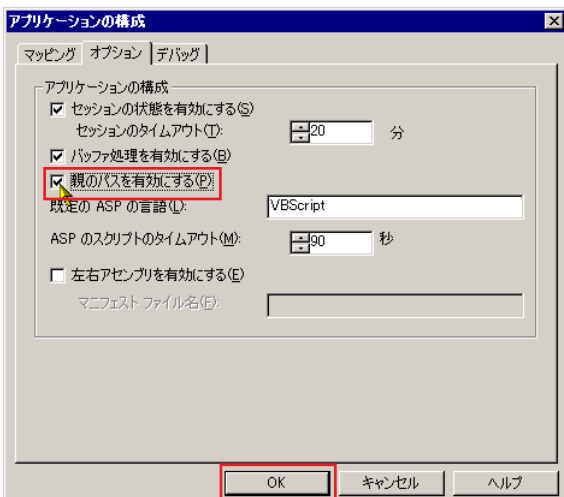 アプリケーションの構成
マッピング オプション デバッグ
アプリケーションの構成
セッションの状態を有効にする(S)
セッションのタイムアウト(T): 20 分
バッファ処理を有効にする(B)
親のパスを有効にする(P)
既定の ASP の言語(L): VBScript
ASP のスクリプトのタイムアウト(M): 90 秒
左右アセンブリを有効にする(E)
マニフェスト ファイル名(F):
OK キャンセル ヘルプ